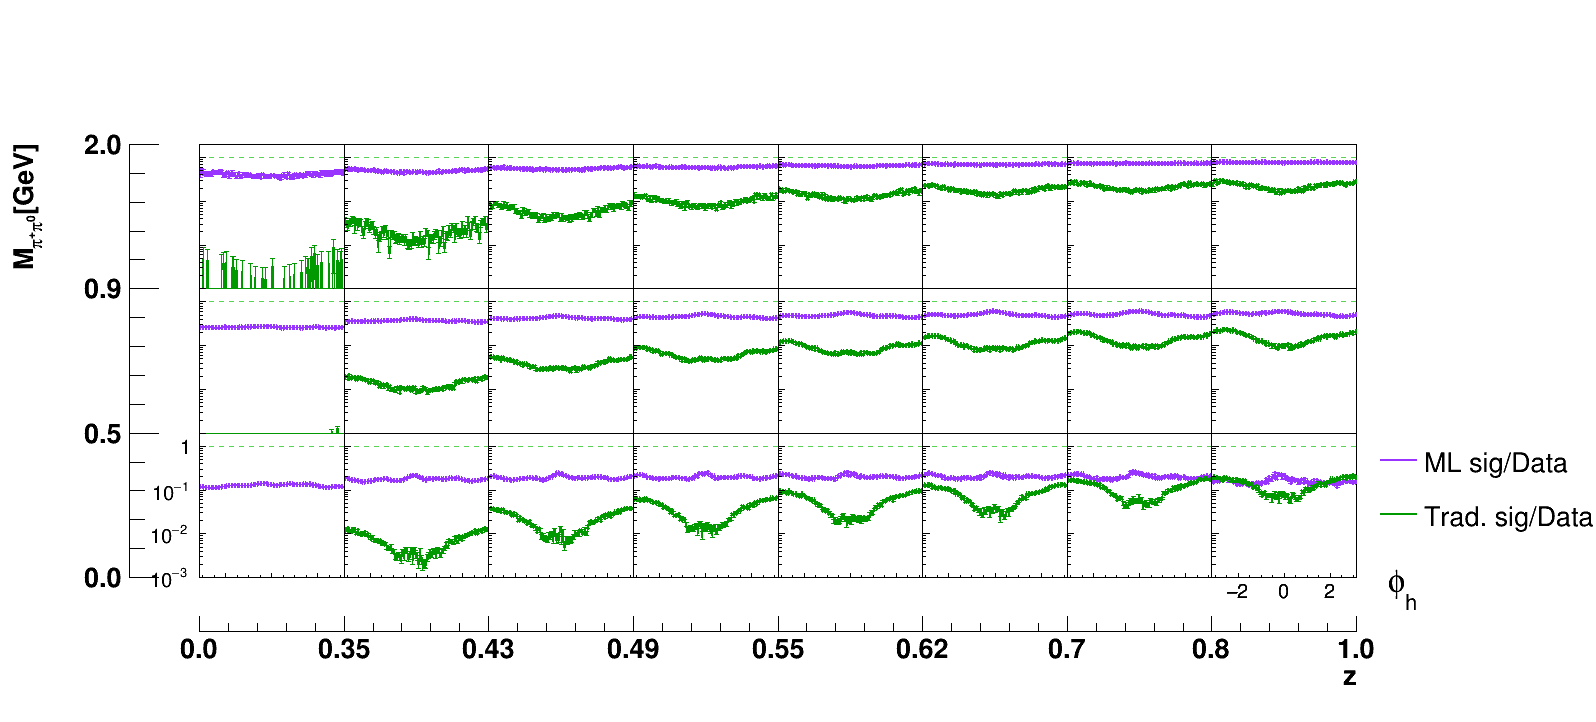 M π⁺π⁰ [GeV]
2.0
0.9
0.5
0.0
1
10⁻¹
10⁻²
10⁻³
ML sig/Data
Trad. sig/Data
−2 0 2
ϕh
0.0 0.35 0.43 0.49 0.55 0.62 0.7 0.8 1.0
z